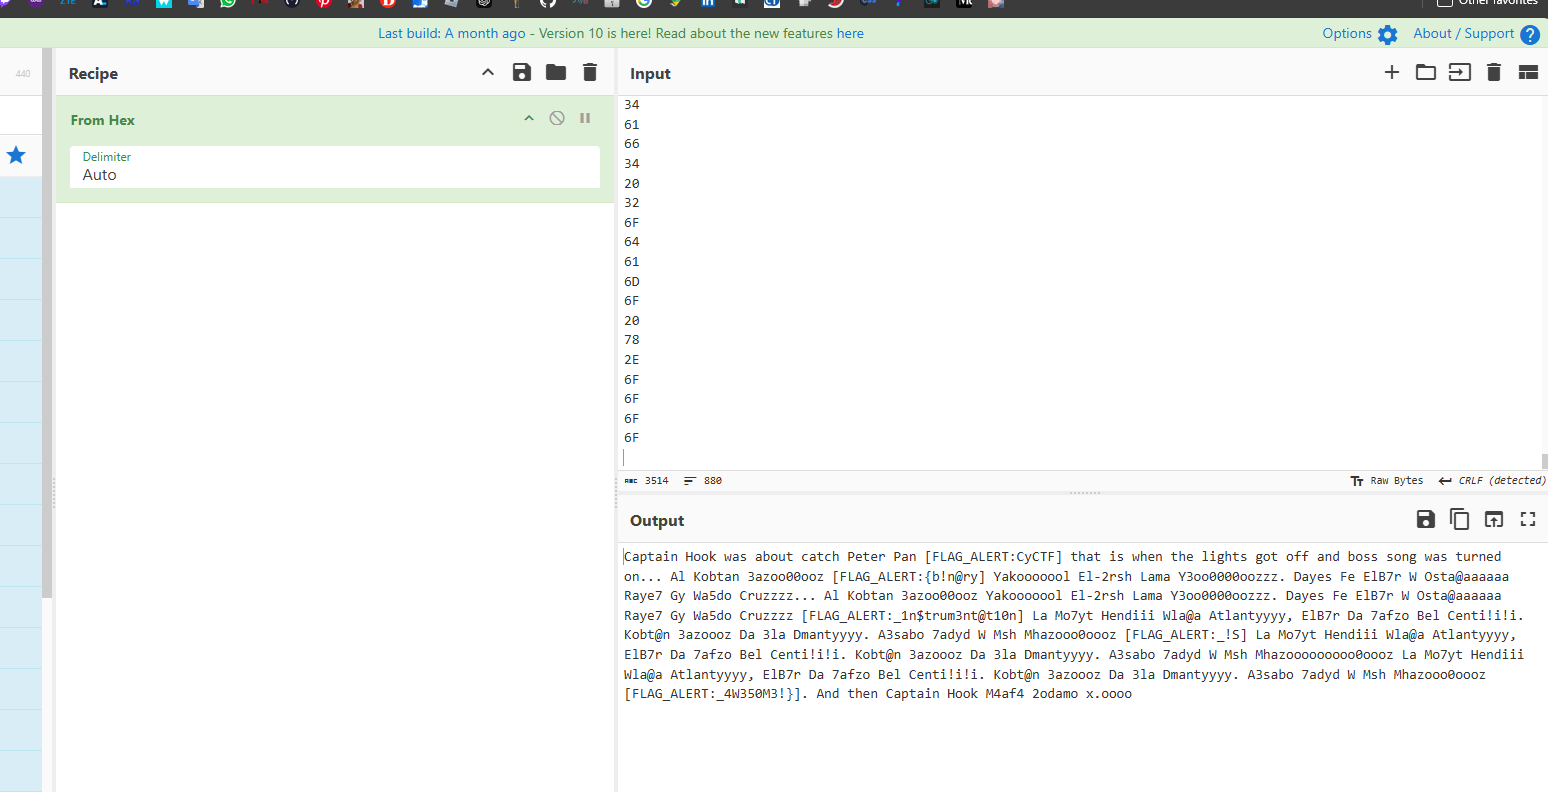 Other favorites
Last build: A month ago - Version 10 is here! Read about the new features here
Options
About / Support
440
Recipe
Input
From Hex
Delimiter
Auto
34
61
66
34
20
32
6F
64
61
6D
6F
20
78
2E
6F
6F
6F
6F
3514
880
Raw Bytes
CRLF (detected)
Output
Captain Hook was about catch Peter Pan [FLAG_ALERT:CyCTF] that is when the lights got off and boss song was turned
on... Al Kobtan 3azoo00ooz [FLAG_ALERT:{b!n@ry] Yakooooool El-2rsh Lama Y3oo0000oozzz. Dayes Fe ElB7r W Osta@aaaaaa
Raye7 Gy Wa5do Cruzzzz... Al Kobtan 3azoo00ooz Yakooooool El-2rsh Lama Y3oo0000oozzz. Dayes Fe ElB7r W Osta@aaaaaa
Raye7 Gy Wa5do Cruzzzz [FLAG_ALERT:_1n$trum3nt@t10n] La Mo7yt Hendiii Wla@a Atlantyyyy, ElB7r Da 7afzo Bel Centi!i!i.
Kobt@n 3azoooz Da 3la Dmantyyyy. A3sabo 7adyd W Msh Mhazooo0oooz [FLAG_ALERT:_!S] La Mo7yt Hendiii Wla@a Atlantyyyy,
ElB7r Da 7afzo Bel Centi!i!i. Kobt@n 3azoooz Da 3la Dmantyyyy. A3sabo 7adyd W Msh Mhazooooooooo0oooz La Mo7yt Hendiii
Wla@a Atlantyyyy, ElB7r Da 7afzo Bel Centi!i!i. Kobt@n 3azoooz Da 3la Dmantyyyy. A3sabo 7adyd W Msh Mhazooo0oooz
[FLAG_ALERT:_4W350M3!}]. And then Captain Hook M4af4 2odamo x.oooo